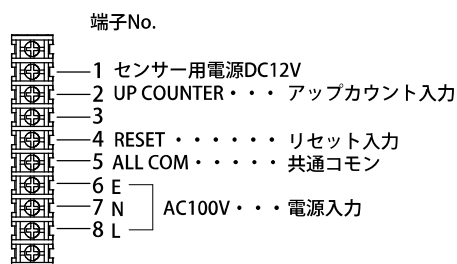 端子No.
1 センサー用電源DC12V
2 UP COUNTER・・・ アップカウント入力
3
4 RESET ・・・・・・ リセット入力
5 ALL COM・・・・・ 共通コモン
6 E
7 N AC100V・・・電源入力
8 L